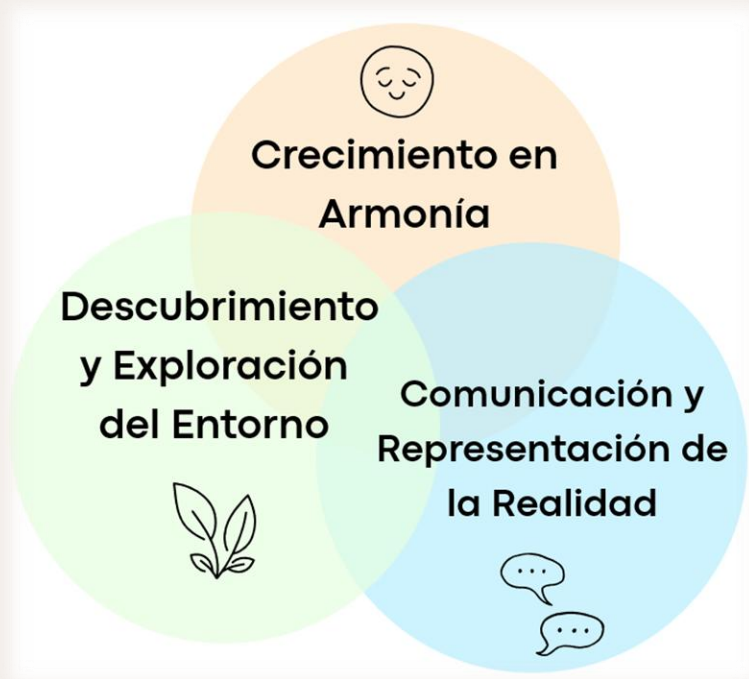 Crecimiento en
Armonía
Descubrimiento
y Exploración
del Entorno
Comunicación y
Representación de
la Realidad